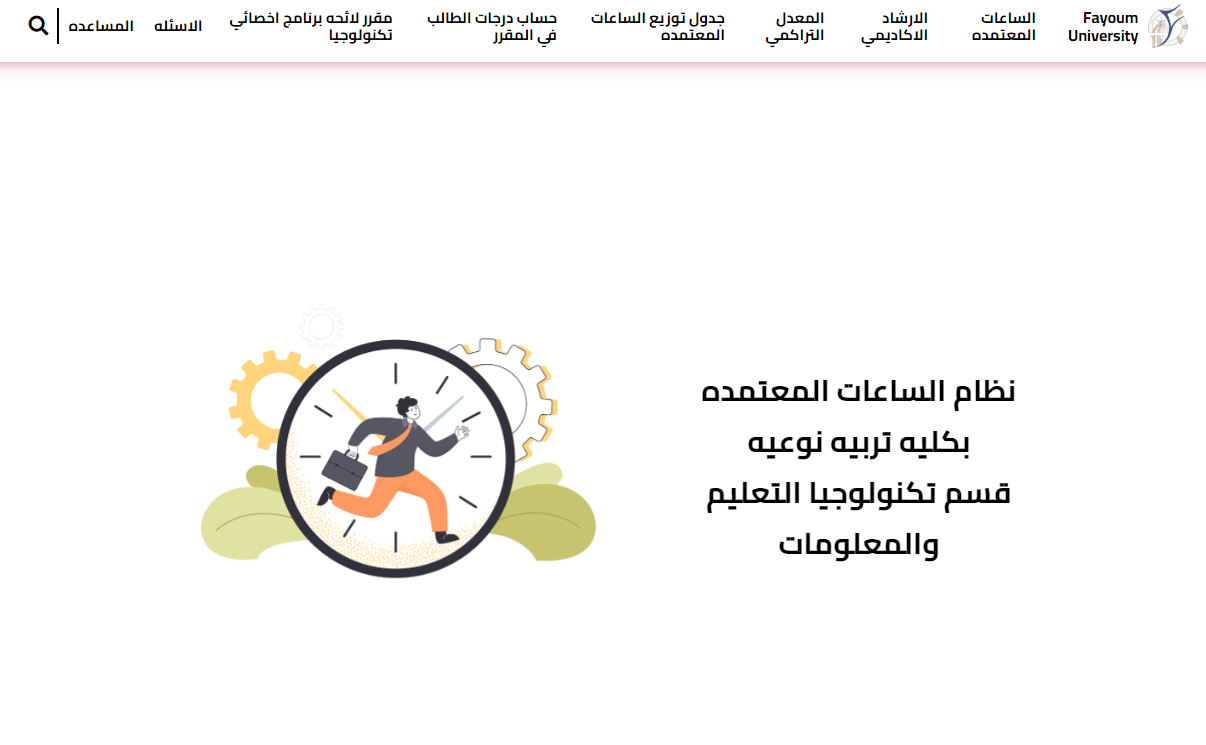 Fayoum
University
الساعات
المعتمده
الارشاد
الاكاديمي
المعدل
التراكمي
جدول توزيع الساعات
المعتمده
حساب درجات الطالب
في المقرر
مقرر لائحه برنامج اخصائي
تكنولوجيا
الاسئله
المساعده
نظام الساعات المعتمده
بكليه تربيه نوعيه
قسم تكنولوجيا التعليم
والمعلومات